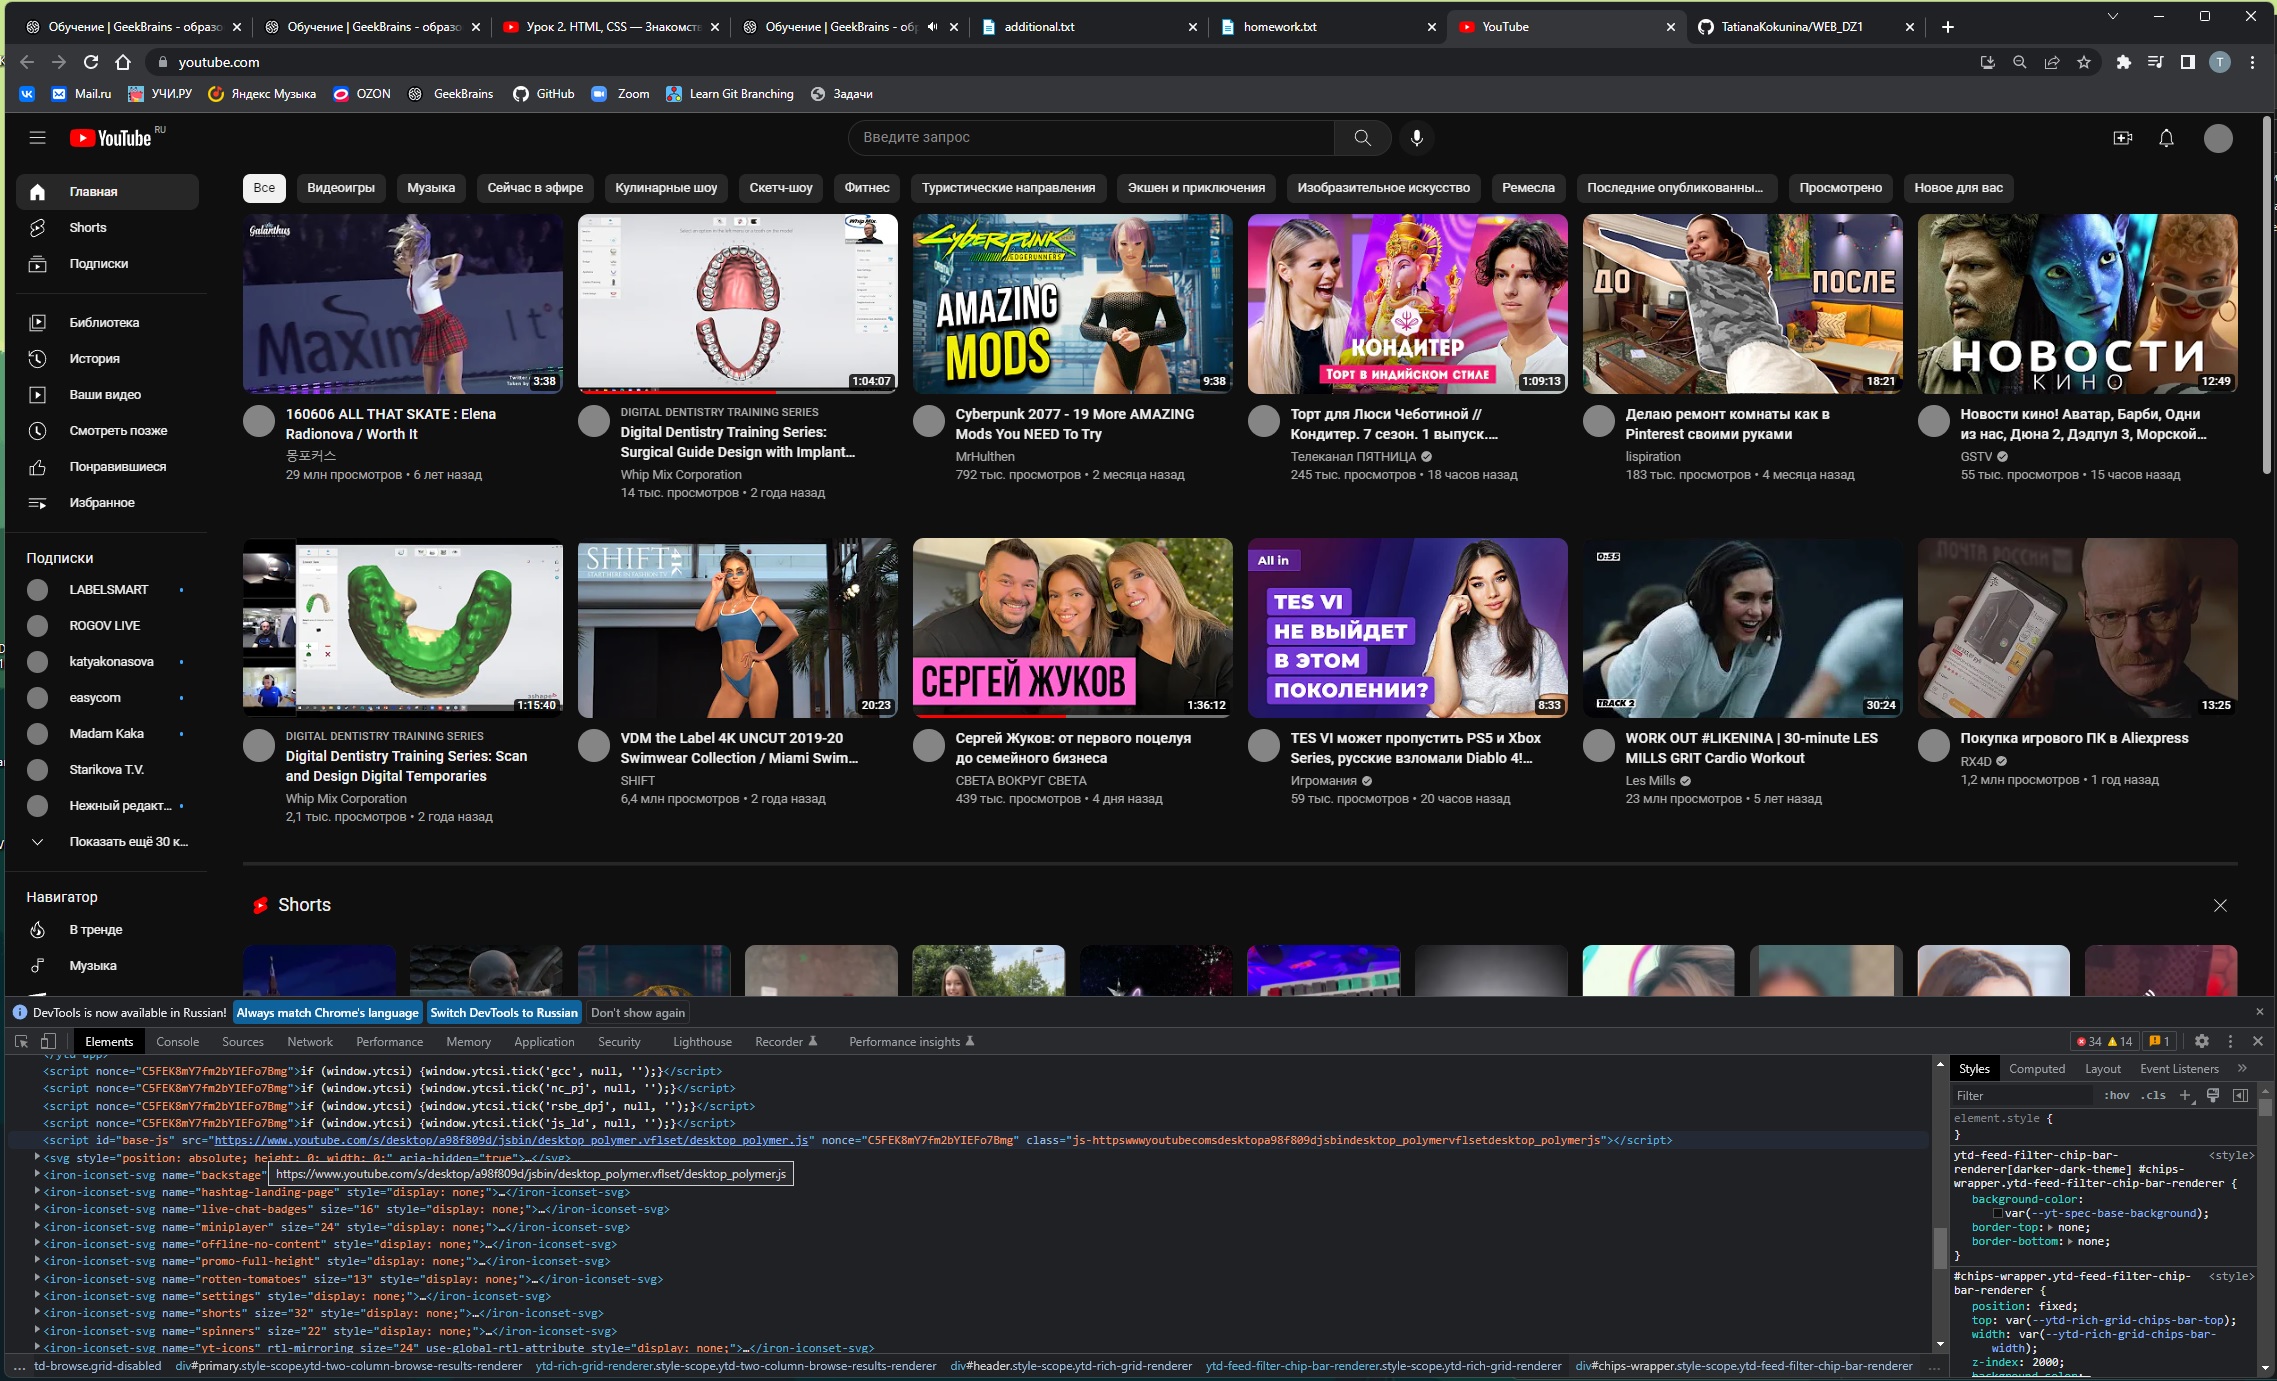 Обучение | GeekBrains - образо
Обучение | GeekBrains - образо
Урок 2. HTML, CSS — Знакомст
Обучение | GeekBrains - об
additional.txt
homework.txt
YouTube
TatianaKokunina/WEB_DZ1
youtube.com
T
Mail.ru
УЧИ.РУ
Яндекс Музыка
OZON
GeekBrains
GitHub
Zoom
Learn Git Branching
Задачи
YouTube RU
Введите запрос
Все
Видеоигры
Музыка
Сейчас в эфире
Кулинарные шоу
Скетч-шоу
Фитнес
Туристические направления
Экшен и приключения
Изобразительное искусство
Ремесла
Последние опубликованны...
Просмотрено
Новое для вас
Главная
Shorts
Подписки
Библиотека
История
Ваши видео
Смотреть позже
Понравившиеся
Избранное
Подписки
LABELSMART
ROGOV LIVE
katyakonasova
easycom
Madam Kaka
Starikova T.V.
Нежный редакт...
Показать ещё 30 к...
Навигатор
В тренде
Музыка
Galanthus
Maxim It's
3:38
160606 ALL THAT SKATE : Elena
Radionova / Worth It
몽포커스
29 млн просмотров • 6 лет назад
Whip Mix
1:04:07
DIGITAL DENTISTRY TRAINING SERIES
Digital Dentistry Training Series:
Surgical Guide Design with Implant...
Whip Mix Corporation
14 тыс. просмотров • 2 года назад
CYBERPUNK
EDGERUNNERS
AMAZING
MODS
9:38
Cyberpunk 2077 - 19 More AMAZING
Mods You NEED To Try
MrHulthen
792 тыс. просмотров • 2 месяца назад
КОНДИТЕР
ТОРТ В ИНДИЙСКОМ СТИЛЕ
1:09:13
Торт для Люси Чеботиной //
Кондитер. 7 сезон. 1 выпуск....
Телеканал ПЯТНИЦА
245 тыс. просмотров • 18 часов назад
ДО ПОСЛЕ
18:21
Делаю ремонт комнаты как в
Pinterest своими руками
lispiration
183 тыс. просмотров • 4 месяца назад
НОВОСТИ
КИНО
12:49
Новости кино! Аватар, Барби, Одни
из нас, Дюна 2, Дэдпул 3, Морской...
GSTV
55 тыс. просмотров • 15 часов назад
3shape
1:15:40
DIGITAL DENTISTRY TRAINING SERIES
Digital Dentistry Training Series: Scan
and Design Digital Temporaries
Whip Mix Corporation
2,1 тыс. просмотров • 2 года назад
SHIFT
START HERE IN FASHION TV
20:23
VDM the Label 4K UNCUT 2019-20
Swimwear Collection / Miami Swim...
SHIFT
6,4 млн просмотров • 2 года назад
СЕРГЕЙ ЖУКОВ
1:36:12
Сергей Жуков: от первого поцелуя
до семейного бизнеса
СВЕТА ВОКРУГ СВЕТА
439 тыс. просмотров • 4 дня назад
All in
TES VI
НЕ ВЫЙДЕТ
В ЭТОМ
ПОКОЛЕНИИ?
8:33
TES VI может пропустить PS5 и Xbox
Series, русские взломали Diablo 4!...
Игромания
59 тыс. просмотров • 20 часов назад
0:55
TRACK 2
30:24
WORK OUT #LIKENINA | 30-minute LES
MILLS GRIT Cardio Workout
Les Mills
23 млн просмотров • 5 лет назад
ПОЧТА РОССИИ
13:25
Покупка игрового ПК в Aliexpress
RX4D
1,2 млн просмотров • 1 год назад
Shorts
DevTools is now available in Russian!
Always match Chrome's language
Switch DevTools to Russian
Don't show again
Elements
Console
Sources
Network
Performance
Memory
Application
Security
Lighthouse
Recorder
Performance insights
34
14
1
</ytd-app>
<script nonce="C5FEK8mY7fm2bYIEFo7Bmg">if (window.ytcsi) {window.ytcsi.tick('gcc', null, '');}</script>
<script nonce="C5FEK8mY7fm2bYIEFo7Bmg">if (window.ytcsi) {window.ytcsi.tick('nc_pj', null, '');}</script>
<script nonce="C5FEK8mY7fm2bYIEFo7Bmg">if (window.ytcsi) {window.ytcsi.tick('rsbe_dpj', null, '');}</script>
<script nonce="C5FEK8mY7fm2bYIEFo7Bmg">if (window.ytcsi) {window.ytcsi.tick('js_ld', null, '');}</script>
<script id="base-js" src="https://www.youtube.com/s/desktop/a98f809d/jsbin/desktop_polymer.vflset/desktop_polymer.js" nonce="C5FEK8mY7fm2bYIEFo7Bmg" class="js-httpswwwyoutubecomsdesktopa98f809djsbindesktop_polymervflsetdesktop_polymerjs"></script>
<svg style="position: absolute; height: 0; width: 0;" aria-hidden="true">…</svg>
<iron-iconset-svg name="backstage"
https://www.youtube.com/s/desktop/a98f809d/jsbin/desktop_polymer.vflset/desktop_polymer.js
<iron-iconset-svg name="hashtag-landing-page" style="display: none;">…</iron-iconset-svg>
<iron-iconset-svg name="live-chat-badges" size="16" style="display: none;">…</iron-iconset-svg>
<iron-iconset-svg name="miniplayer" size="24" style="display: none;">…</iron-iconset-svg>
<iron-iconset-svg name="offline-no-content" style="display: none;">…</iron-iconset-svg>
<iron-iconset-svg name="promo-full-height" style="display: none;">…</iron-iconset-svg>
<iron-iconset-svg name="rotten-tomatoes" size="13" style="display: none;">…</iron-iconset-svg>
<iron-iconset-svg name="settings" style="display: none;">…</iron-iconset-svg>
<iron-iconset-svg name="shorts" size="32" style="display: none;">…</iron-iconset-svg>
<iron-iconset-svg name="spinners" size="22" style="display: none;">…</iron-iconset-svg>
<iron-iconset-svg name="yt-icons" rtl-mirroring size="24" use-global-rtl-attribute style="display: none;">…</iron-iconset-svg>
... td-browse.grid-disabled div#primary.style-scope.ytd-two-column-browse-results-renderer ytd-rich-grid-renderer.style-scope.ytd-two-column-browse-results-renderer div#header.style-scope.ytd-rich-grid-renderer ytd-feed-filter-chip-bar-renderer.style-scope.ytd-rich-grid-renderer div#chips-wrapper.style-scope.ytd-feed-filter-chip-bar-renderer ...
Styles
Computed
Layout
Event Listeners
Filter
:hov
.cls
element.style {
}
ytd-feed-filter-chip-bar- <style>
renderer[darker-dark-theme] #chips-
wrapper.ytd-feed-filter-chip-bar-renderer {
background-color:
var(--yt-spec-base-background);
border-top: none;
border-bottom: none;
}
#chips-wrapper.ytd-feed-filter-chip- <style>
bar-renderer {
position: fixed;
top: var(--ytd-rich-grid-chips-bar-top);
width: var(--ytd-rich-grid-chips-bar-
width);
z-index: 2000;
background-color: